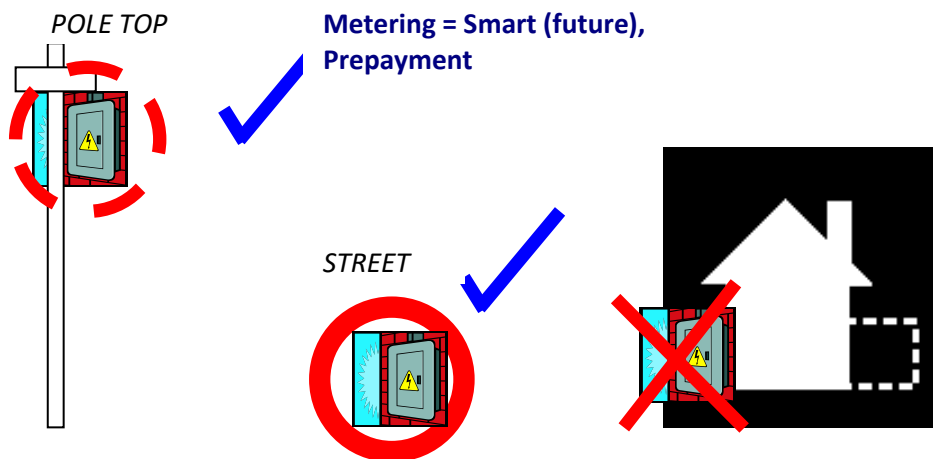 POLE TOP
Metering = Smart (future),
Prepayment
STREET